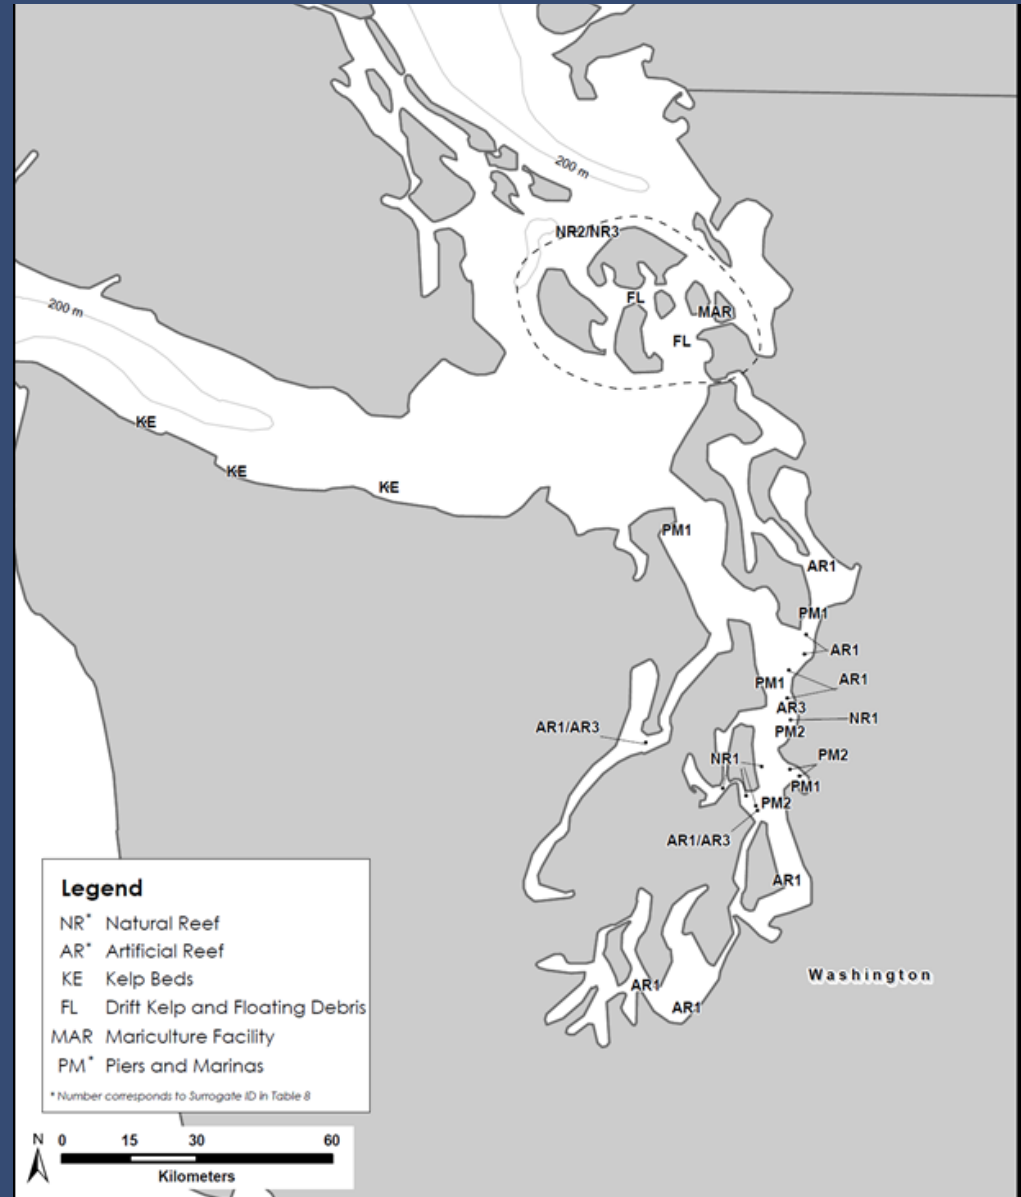 200 m
NR2/NR3
200 m
FL
MAR
FL
KE
KE
KE
PM1
AR1
PM1
AR1
AR1
PM1
AR3
NR1
AR1/AR3
PM2
NR1
PM2
PM1
PM2
AR1/AR3
AR1
Legend
NR* Natural Reef
AR* Artificial Reef
KE Kelp Beds
FL Drift Kelp and Floating Debris
MAR Mariculture Facility
PM* Piers and Marinas
* Number corresponds to Surrogate ID in Table 8
Washington
AR1
AR1
N 0 15 30 60
Kilometers